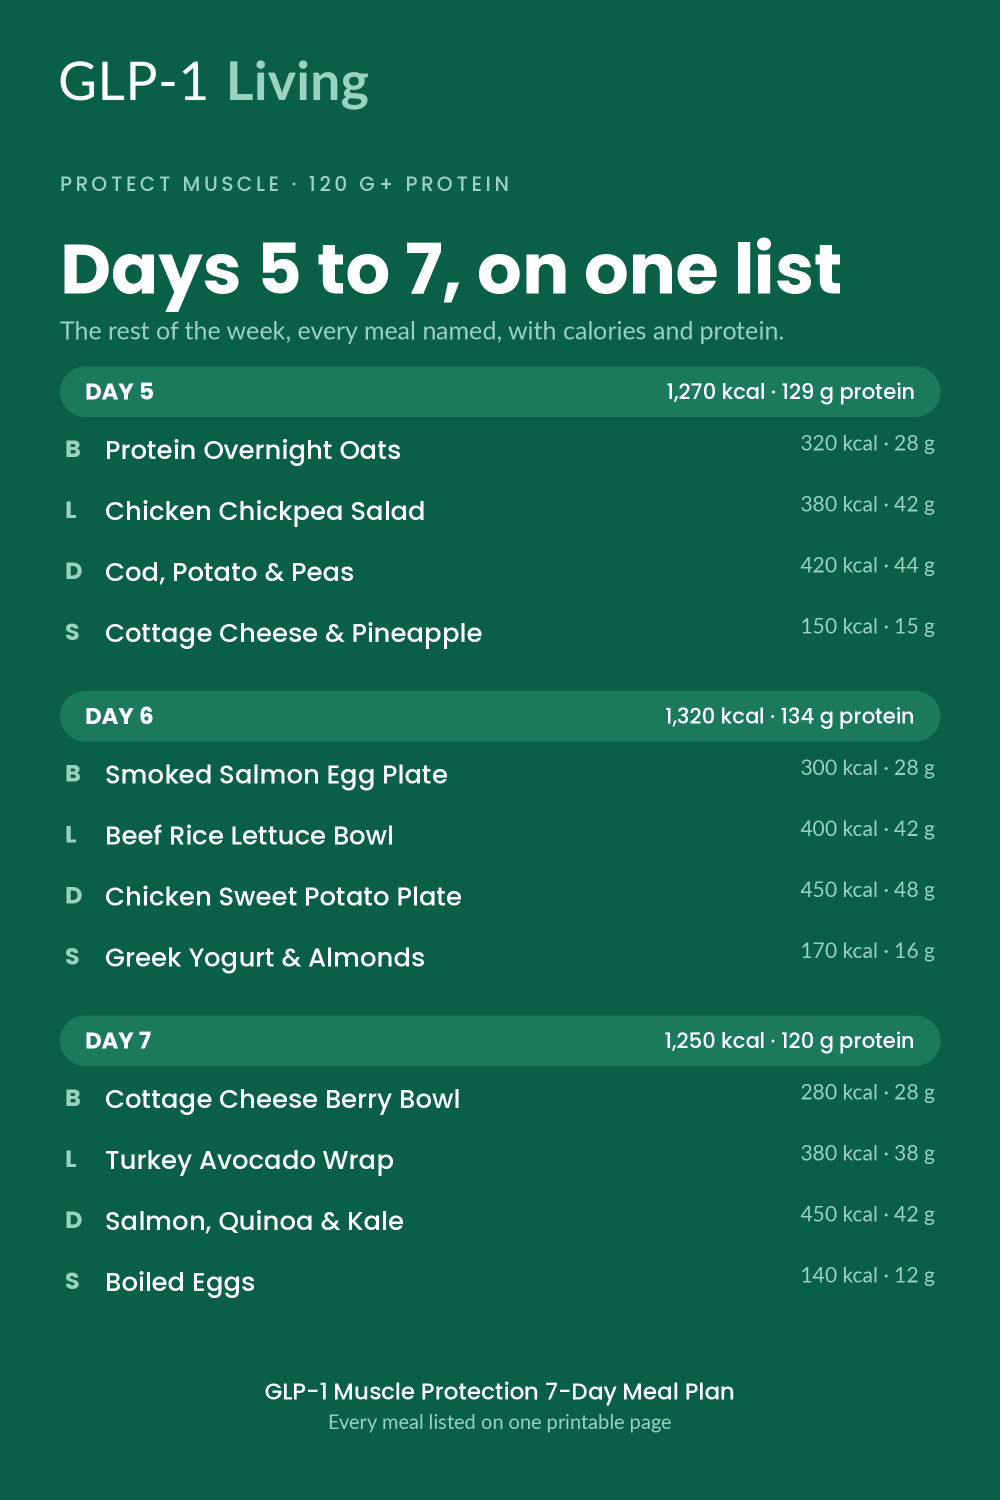 GLP-1 Living
PROTECT MUSCLE · 120 G+ PROTEIN
Days 5 to 7, on one list
The rest of the week, every meal named, with calories and protein.
DAY 5 1,270 kcal · 129 g protein
B Protein Overnight Oats 320 kcal · 28 g
L Chicken Chickpea Salad 380 kcal · 42 g
D Cod, Potato & Peas 420 kcal · 44 g
S Cottage Cheese & Pineapple 150 kcal · 15 g
DAY 6 1,320 kcal · 134 g protein
B Smoked Salmon Egg Plate 300 kcal · 28 g
L Beef Rice Lettuce Bowl 400 kcal · 42 g
D Chicken Sweet Potato Plate 450 kcal · 48 g
S Greek Yogurt & Almonds 170 kcal · 16 g
DAY 7 1,250 kcal · 120 g protein
B Cottage Cheese Berry Bowl 280 kcal · 28 g
L Turkey Avocado Wrap 380 kcal · 38 g
D Salmon, Quinoa & Kale 450 kcal · 42 g
S Boiled Eggs 140 kcal · 12 g
GLP-1 Muscle Protection 7-Day Meal Plan
Every meal listed on one printable page